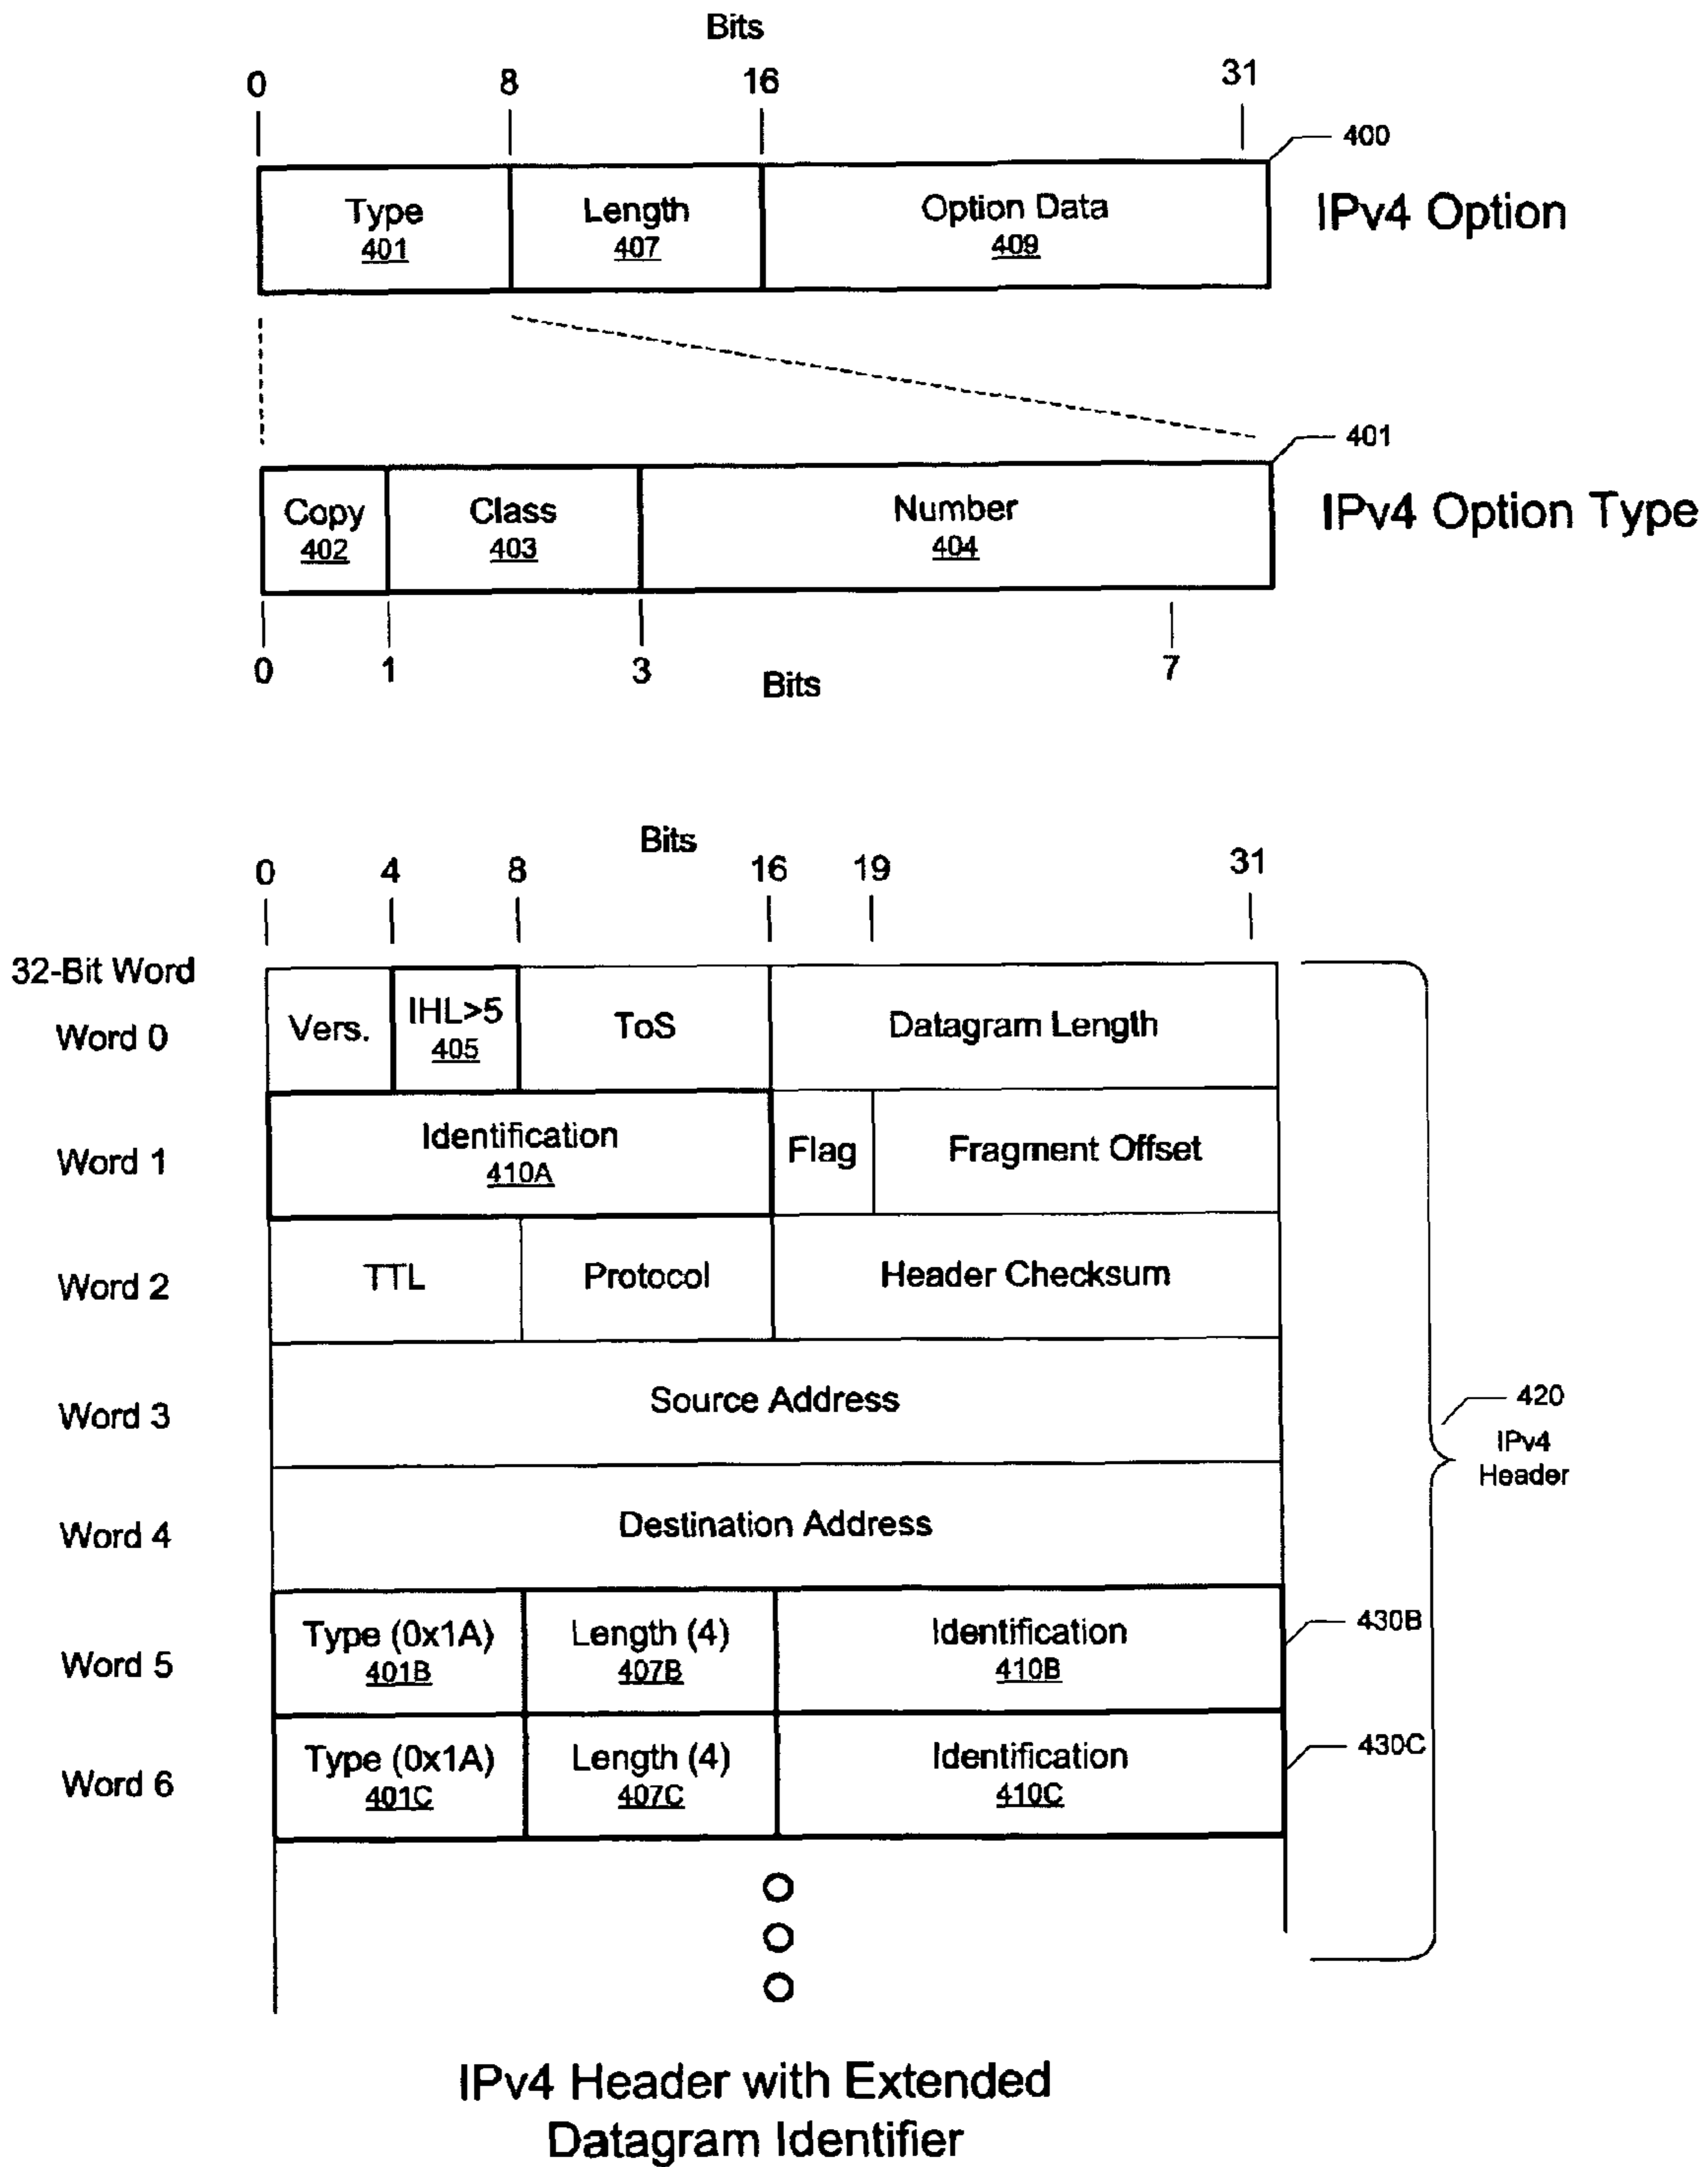 Bits
0 8 16 31
400
Type Length Option Data IPv4 Option
401 407 409
401
Copy Class Number IPv4 Option Type
402 403 404
0 1 3 7
Bits
Bits
0 4 8 16 19 31
32-Bit Word
Word 0 Vers. IHL>5 ToS Datagram Length
405
Word 1 Identification Flag Fragment Offset
410A
Word 2 TTL Protocol Header Checksum
Word 3 Source Address
420
IPv4
Header
Word 4 Destination Address
Word 5 Type (0x1A) Length (4) Identification 430B
401B 407B 410B
Word 6 Type (0x1A) Length (4) Identification 430C
401C 407C 410C
IPv4 Header with Extended
Datagram Identifier